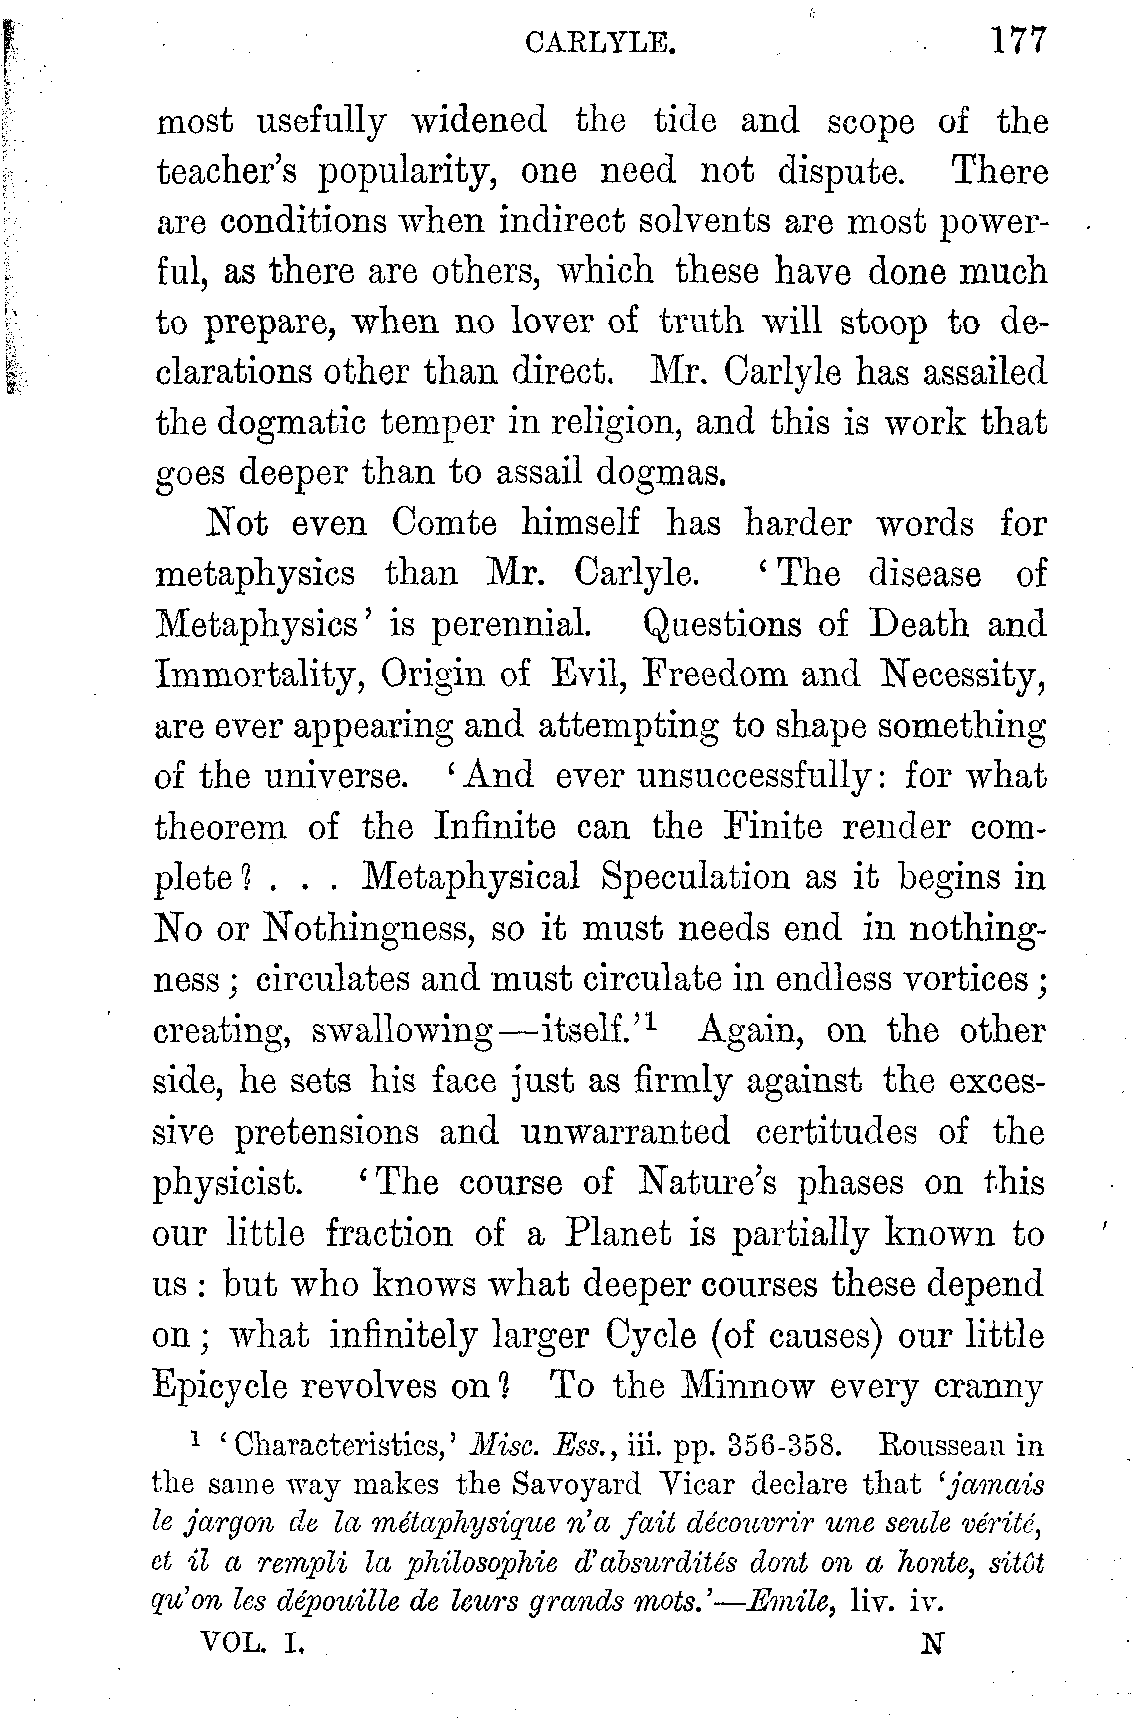 CARLYLE. 177
most usefully widened the tide and scope of the
teacher's popularity, one need not dispute. There
are conditions when indirect solvents are most power-
ful, as there are others, which these have done much
to prepare, when no lover of truth will stoop to de-
clarations other than direct. Mr. Carlyle has assailed
the dogmatic temper in religion, and this is work that
goes deeper than to assail dogmas.
Not even Comte himself has harder words for
metaphysics than Mr. Carlyle. ‘The disease of
Metaphysics’ is perennial. Questions of Death and
Immortality, Origin of Evil, Freedom and Necessity,
are ever appearing and attempting to shape something
of the universe. ‘And ever unsuccessfully: for what
theorem of the Infinite can the Finite render com-
plete? . . . Metaphysical Speculation as it begins in
No or Nothingness, so it must needs end in nothing-
ness; circulates and must circulate in endless vortices;
creating, swallowing—itself.’¹ Again, on the other
side, he sets his face just as firmly against the exces-
sive pretensions and unwarranted certitudes of the
physicist. ‘The course of Nature's phases on this
our little fraction of a Planet is partially known to
us: but who knows what deeper courses these depend
on; what infinitely larger Cycle (of causes) our little
Epicycle revolves on? To the Minnow every cranny
¹ ‘Characteristics,’ Misc. Ess., iii. pp. 356-358. Rousseau in
the same way makes the Savoyard Vicar declare that ‘jamais
le jargon de la métaphysique n'a fait découvrir une seule vérité,
et il a rempli la philosophie d'absurdités dont on a honte, sitôt
qu'on les dépouille de leurs grands mots.’—Emile, liv. iv.
VOL. I. N